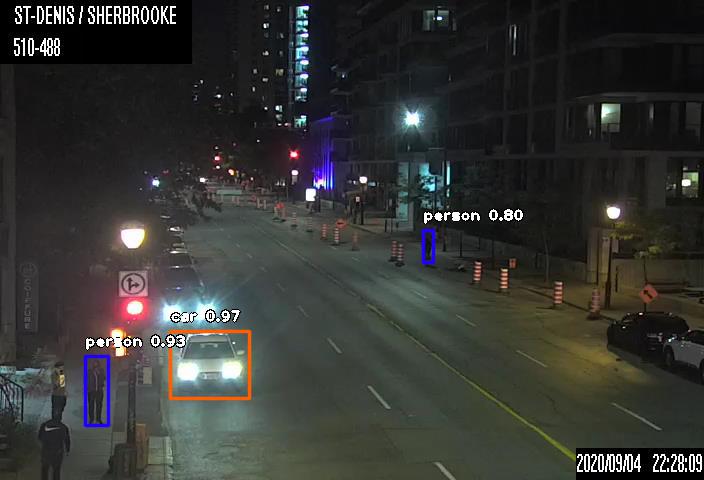 ST-DENIS / SHERBROOKE
510-488
person 0.80
car 0.97
person 0.93
COIFFURE
2020/09/04 22:28:09